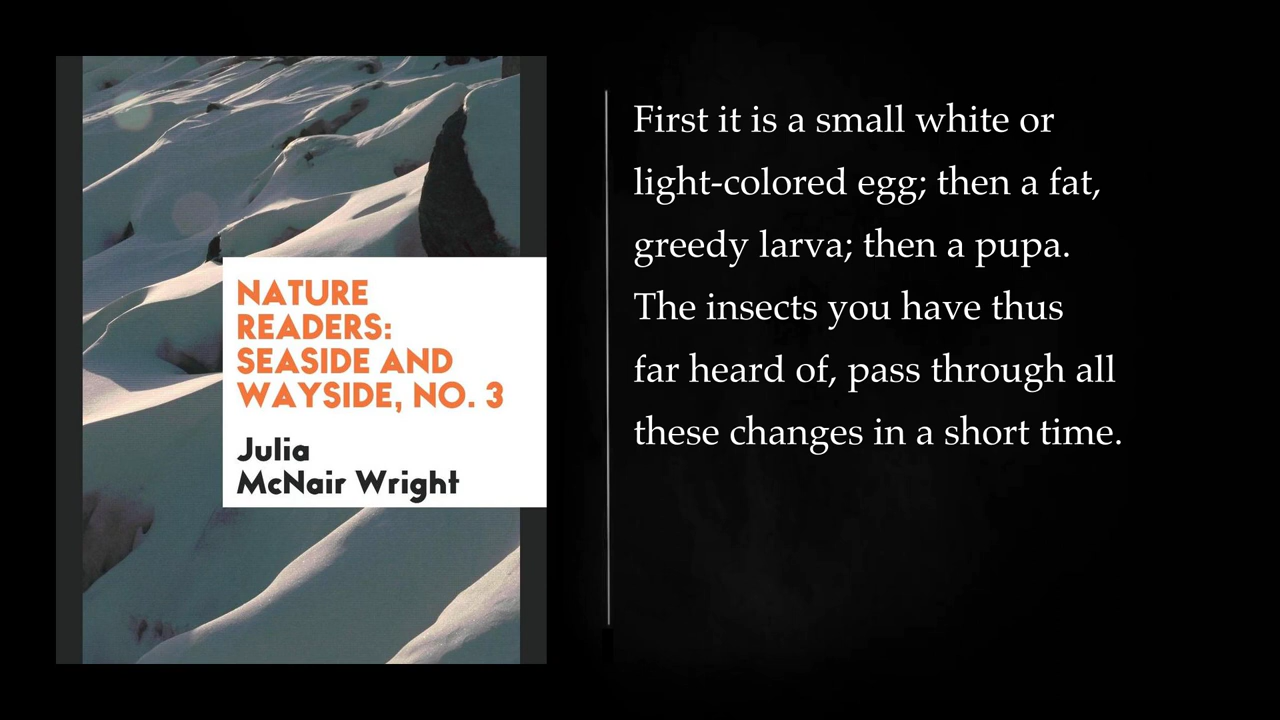 NATURE
READERS:
SEASIDE AND
WAYSIDE, NO. 3
Julia
McNair Wright
First it is a small white or
light-colored egg; then a fat,
greedy larva; then a pupa.
The insects you have thus
far heard of, pass through all
these changes in a short time.